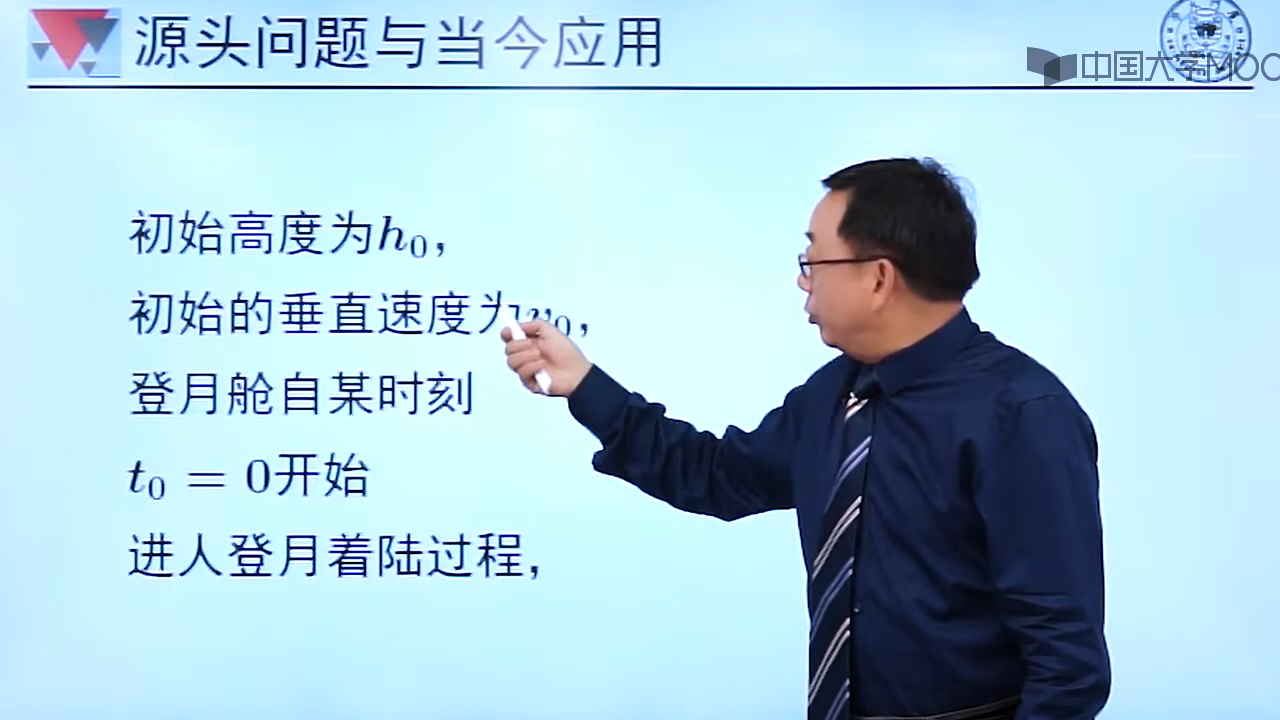 源头问题与当今应用
中国大学MOO
初始高度为h₀,
初始的垂直速度为v₀,
登月舱自某时刻
t₀ = 0开始
进人登月着陆过程,